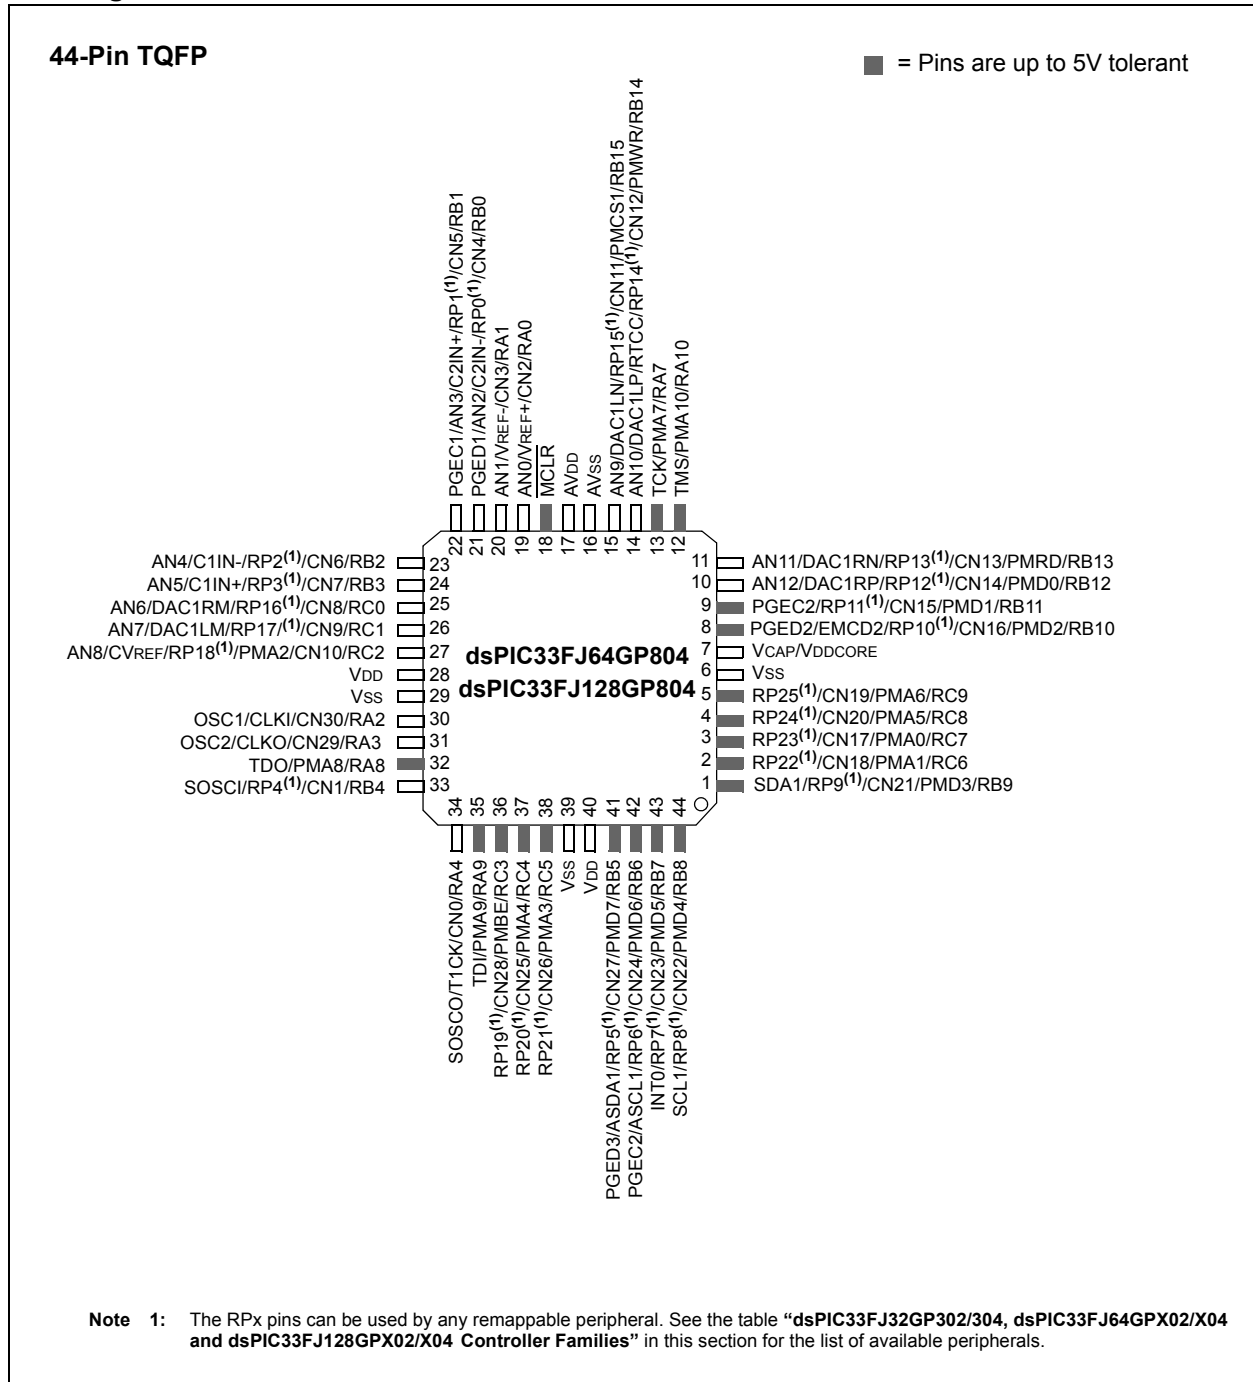 44-Pin TQFP
= Pins are up to 5V tolerant
PGEC1/AN3/C2IN+/RP1(1)/CN5/RB1
PGED1/AN2/C2IN-/RP0(1)/CN4/RB0
AN1/VREF-/CN3/RA1
AN0/VREF+/CN2/RA0
MCLR
AVDD
AVSS
AN9/DAC1LN/RP15(1)/CN11/PMCS1/RB15
AN10/DAC1LP/RTCC/RP14(1)/CN12/PMWR/RB14
TCK/PMA7/RA7
TMS/PMA10/RA10
22 21 20 19 18 17 16 15 14 13 12
AN4/C1IN-/RP2(1)/CN6/RB2 23
AN5/C1IN+/RP3(1)/CN7/RB3 24
AN6/DAC1RM/RP16(1)/CN8/RC0 25
AN7/DAC1LM/RP17/(1)/CN9/RC1 26
AN8/CVREF/RP18(1)/PMA2/CN10/RC2 27
VDD 28
VSS 29
OSC1/CLKI/CN30/RA2 30
OSC2/CLKO/CN29/RA3 31
TDO/PMA8/RA8 32
SOSCI/RP4(1)/CN1/RB4 33
dsPIC33FJ64GP804
dsPIC33FJ128GP804
11 AN11/DAC1RN/RP13(1)/CN13/PMRD/RB13
10 AN12/DAC1RP/RP12(1)/CN14/PMD0/RB12
9 PGEC2/RP11(1)/CN15/PMD1/RB11
8 PGED2/EMCD2/RP10(1)/CN16/PMD2/RB10
7 VCAP/VDDCORE
6 VSS
5 RP25(1)/CN19/PMA6/RC9
4 RP24(1)/CN20/PMA5/RC8
3 RP23(1)/CN17/PMA0/RC7
2 RP22(1)/CN18/PMA1/RC6
1 SDA1/RP9(1)/CN21/PMD3/RB9
34 35 36 37 38 39 40 41 42 43 44
SOSCO/T1CK/CN0/RA4
TDI/PMA9/RA9
RP19(1)/CN28/PMBE/RC3
RP20(1)/CN25/PMA4/RC4
RP21(1)/CN26/PMA3/RC5
VSS
VDD
PGED3/ASDA1/RP5(1)/CN27/PMD7/RB5
PGEC2/ASCL1/RP6(1)/CN24/PMD6/RB6
INT0/RP7(1)/CN23/PMD5/RB7
SCL1/RP8(1)/CN22/PMD4/RB8
Note 1: The RPx pins can be used by any remappable peripheral. See the table “dsPIC33FJ32GP302/304, dsPIC33FJ64GPX02/X04
and dsPIC33FJ128GPX02/X04 Controller Families” in this section for the list of available peripherals.